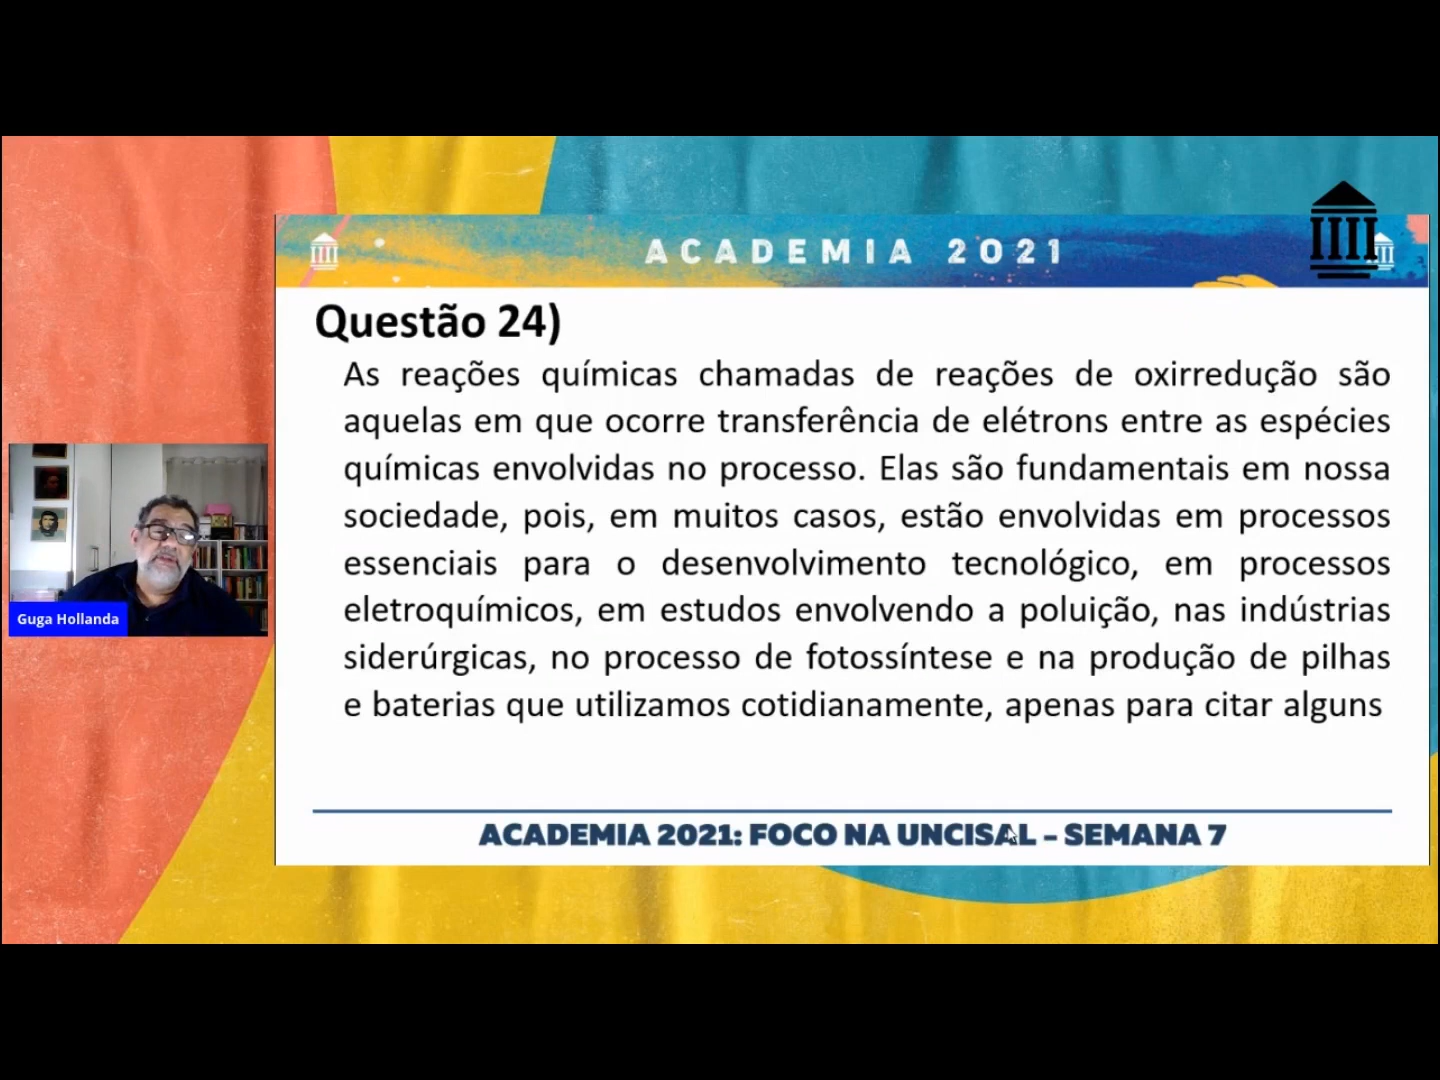 ACADEMIA 2021
Questão 24)
As reações químicas chamadas de reações de oxirredução são
aquelas em que ocorre transferência de elétrons entre as espécies
químicas envolvidas no processo. Elas são fundamentais em nossa
sociedade, pois, em muitos casos, estão envolvidas em processos
essenciais para o desenvolvimento tecnológico, em processos
eletroquímicos, em estudos envolvendo a poluição, nas indústrias
siderúrgicas, no processo de fotossíntese e na produção de pilhas
e baterias que utilizamos cotidianamente, apenas para citar alguns
Guga Hollanda
ACADEMIA 2021: FOCO NA UNCISAL – SEMANA 7